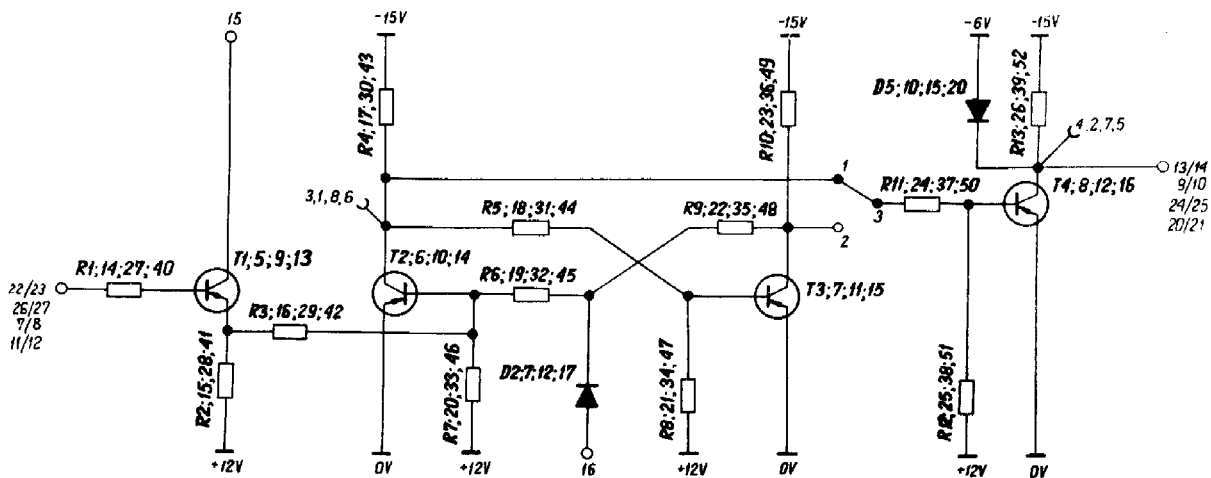 15
-15V
-15V
-6V
-15V
R4;17;30;43
R10;23;36;49
D5;10;15;20
R13;26;39;52
4,2,7,5
1
13/14
9/10
24/25
20/21
R11;24;37;50
T4;8;12;16
3
3,1,8,6
R5;18;31;44
R9;22;35;48
2
T1;5;9;13
T2;6;10;14
R1;14;27;40
R6;19;32;45
T3;7;11;15
22/23
26/27
7/8
11/12
R3;16;29;42
R2;15;28;41
R7;20;33;46
D2;7;12;17
R8;21;34;47
R12;25;38;51
+12V
0V
+12V
16
+12V
0V
+12V
0V